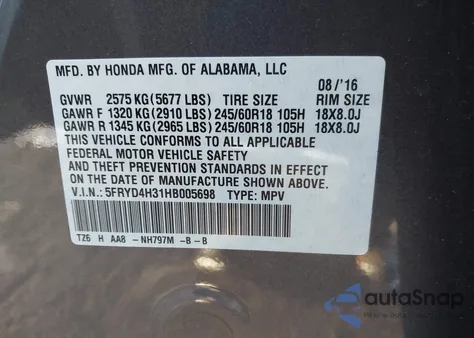 MFD. BY HONDA MFG. OF ALABAMA, LLC 08/'16
GVWR 2575 KG(5677 LBS) TIRE SIZE RIM SIZE
GAWR F 1320 KG(2910 LBS)245/60R18 105H 18X8.0J
GAWR R 1345 KG(2965 LBS)245/60R18 105H 18X8.0J
THIS VEHICLE CONFORMS TO ALL APPLICABLE
FEDERAL MOTOR VEHICLE SAFETY
AND THEFT PREVENTION STANDARDS IN EFFECT ON
THE DATE OF MANUFACTURE SHOWN ABOVE.
V.I.N.: 5FRYD4H31HB005698 TYPE: MPV
TZ6 H AA8 -NH797M -B -B
autaSnap